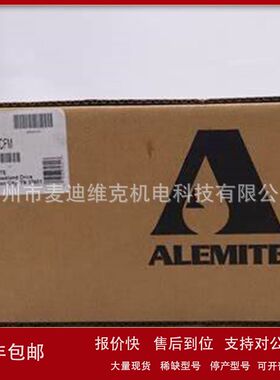 CFM
ALEMITE
州市麦迪维克机电科技有限公
年包邮
报价快 售后到位 支持对公
大量现货 稀缺型号 停产型号 可开